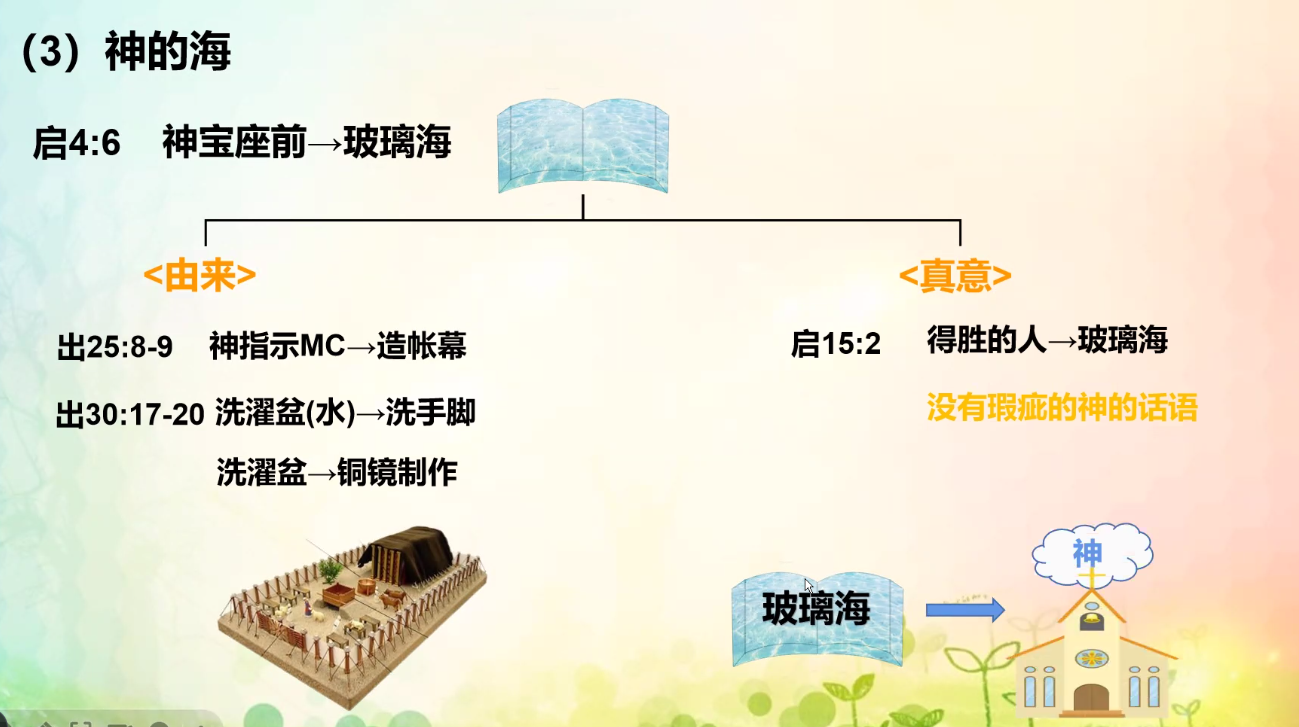 （3）神的海
启4:6 神宝座前→玻璃海
<由来>
<真意>
出25:8-9 神指示MC→造帐幕
出30:17-20 洗濯盆(水)→洗手脚
洗濯盆→铜镜制作
启15:2 得胜的人→玻璃海
没有瑕疵的神的话语
玻璃海
神